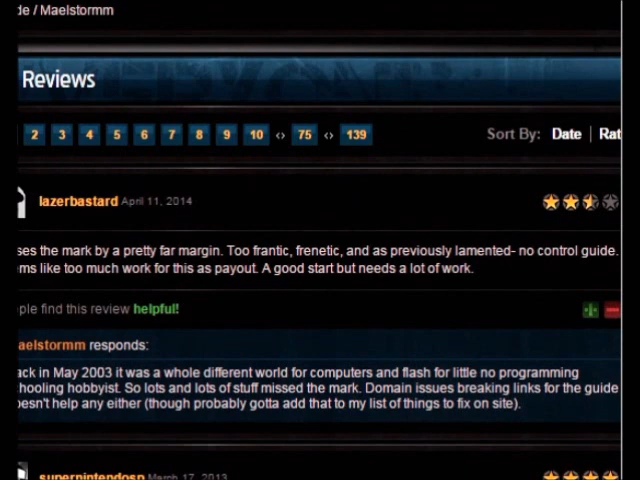 de / Maelstormm
Reviews
2 3 4 5 6 7 8 9 10 ‹› 75 ‹› 139 Sort By: Date | Rat
lazerbastard April 11, 2014
ses the mark by a pretty far margin. Too frantic, frenetic, and as previously lamented- no control guide.
ms like too much work for this as payout. A good start but needs a lot of work.
ple find this review helpful!
aelstormm responds:
ack in May 2003 it was a whole different world for computers and flash for little no programming
hooling hobbyist. So lots and lots of stuff missed the mark. Domain issues breaking links for the guide
oesn't help any either (though probably gotta add that to my list of things to fix on site).
supernintendosp March 17, 2013